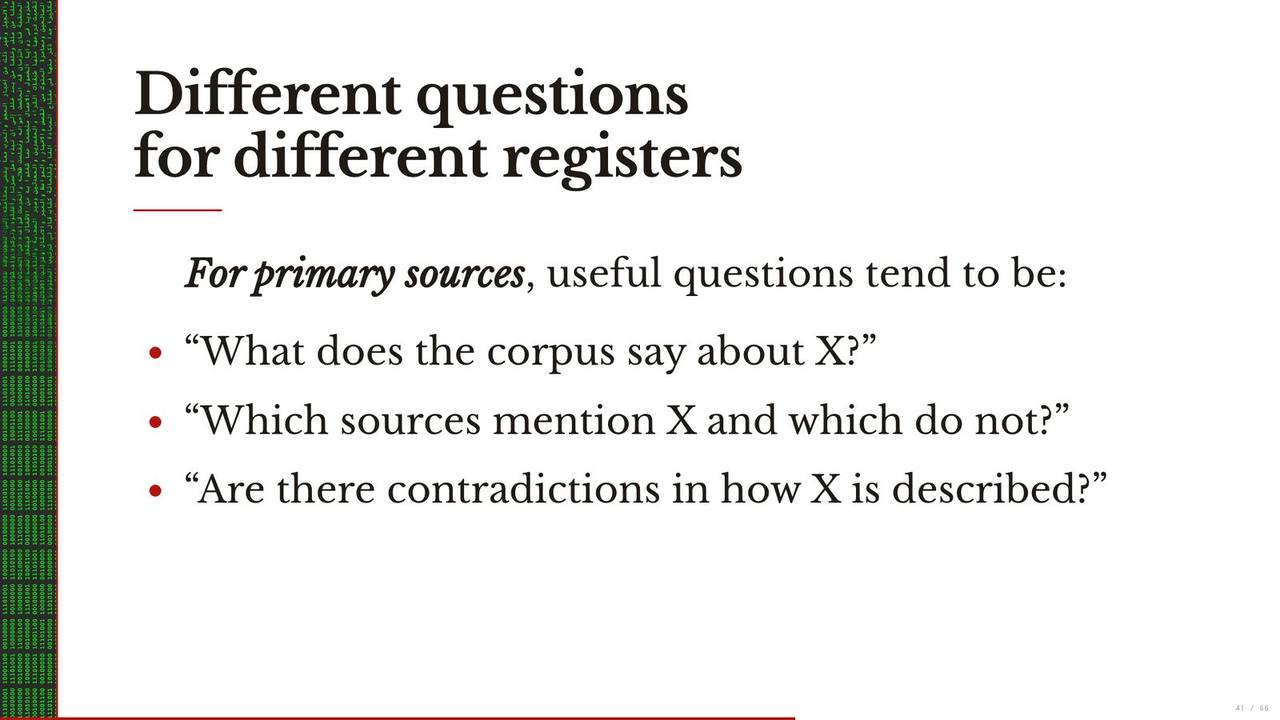 Different questions
for different registers
For primary sources, useful questions tend to be:
• “What does the corpus say about X?”
• “Which sources mention X and which do not?”
• “Are there contradictions in how X is described?”
41 / 66